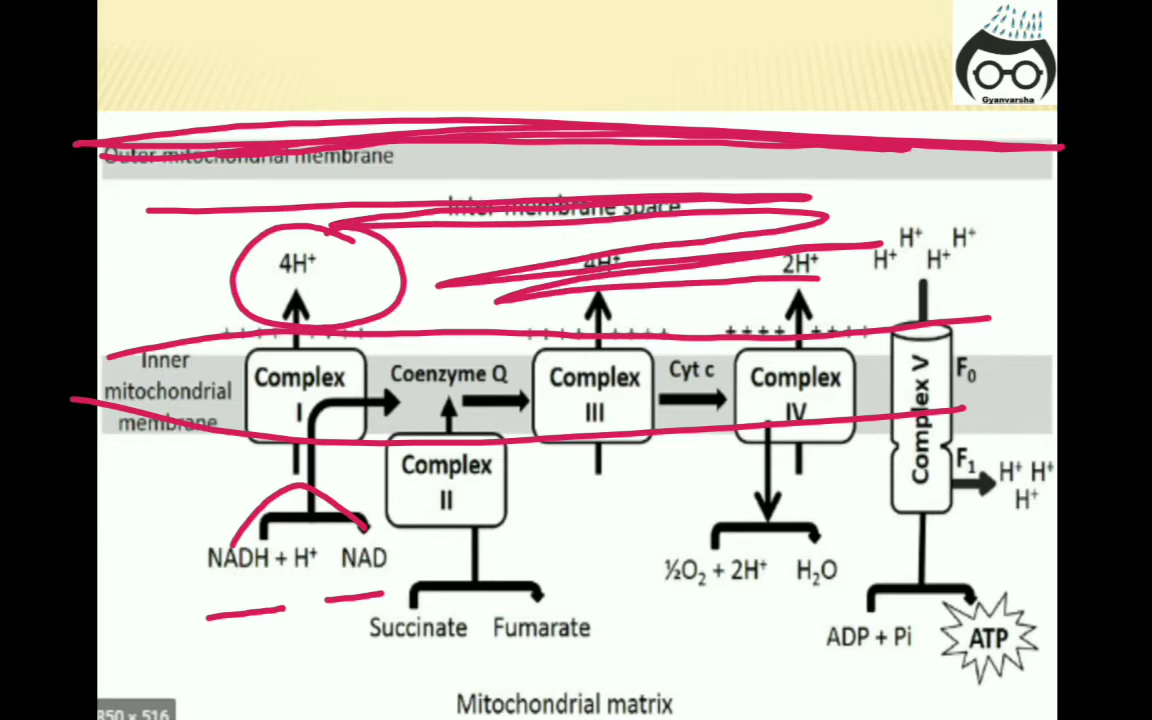 Gyanvarsha
Outer mitochondrial membrane
Inter membrane space
H⁺ H⁺
4H⁺ 4H⁺ 2H⁺ H⁺ H⁺
+ + + + + + + + + + + + + + + + + + + + + + + +
Inner mitochondrial membrane
Complex I
Coenzyme Q
Complex III
Cyt c
Complex IV
Complex V
F₀
Complex II
F₁
H⁺ H⁺
H⁺
NADH + H⁺ NAD
½O₂ + 2H⁺ H₂O
Succinate Fumarate
ADP + Pi ATP
Mitochondrial matrix
850 x 516